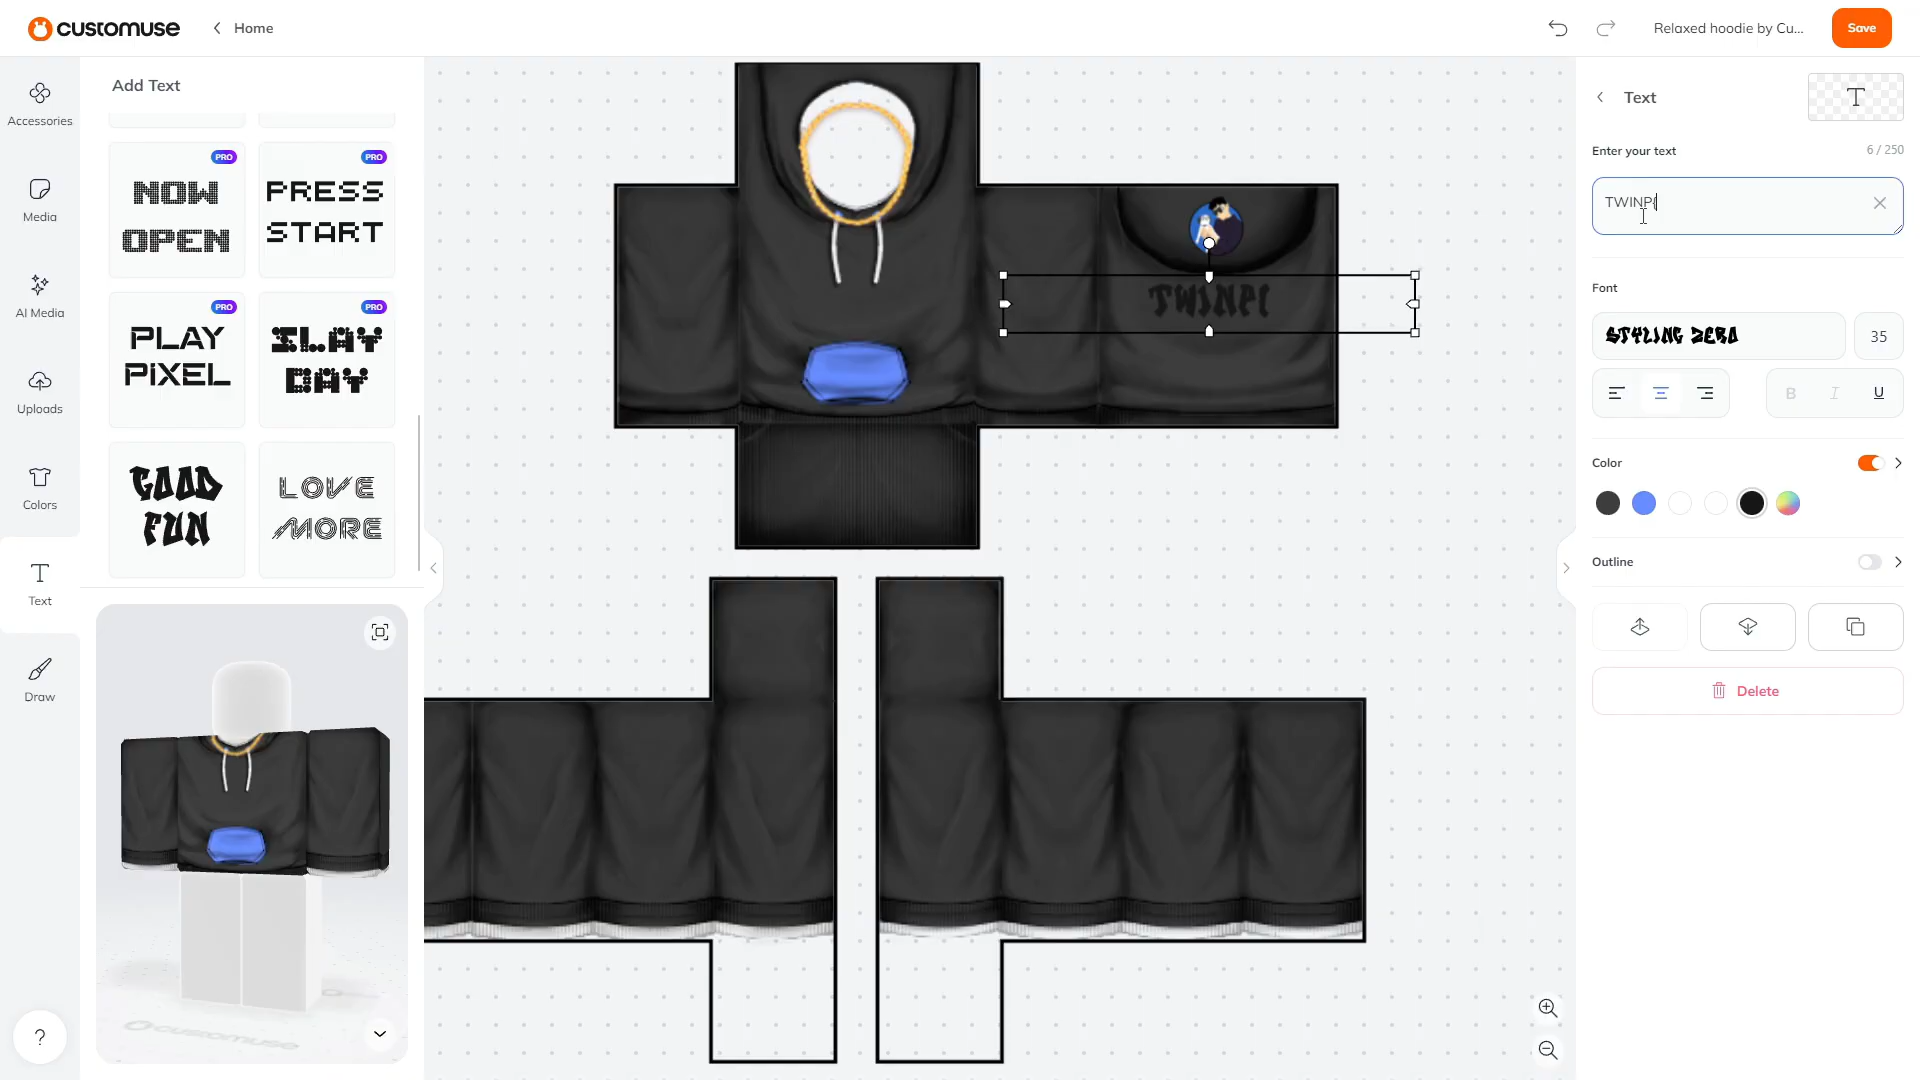 customuse
Home
Relaxed hoodie by Cu...
Save
Accessories
Media
AI Media
Uploads
Colors
Text
Draw
?
Add Text
PRO
NOW
OPEN
PRO
PRESS
START
PRO
PLAY
PIXEL
PRO
SLAY
DAY
GOOD
FUN
LOVE
MORE
customuse
TWINPI
Text
T
Enter your text
6 / 250
TWINPI
Font
STYLING ZERO
35
B
I
U
Color
Outline
Delete